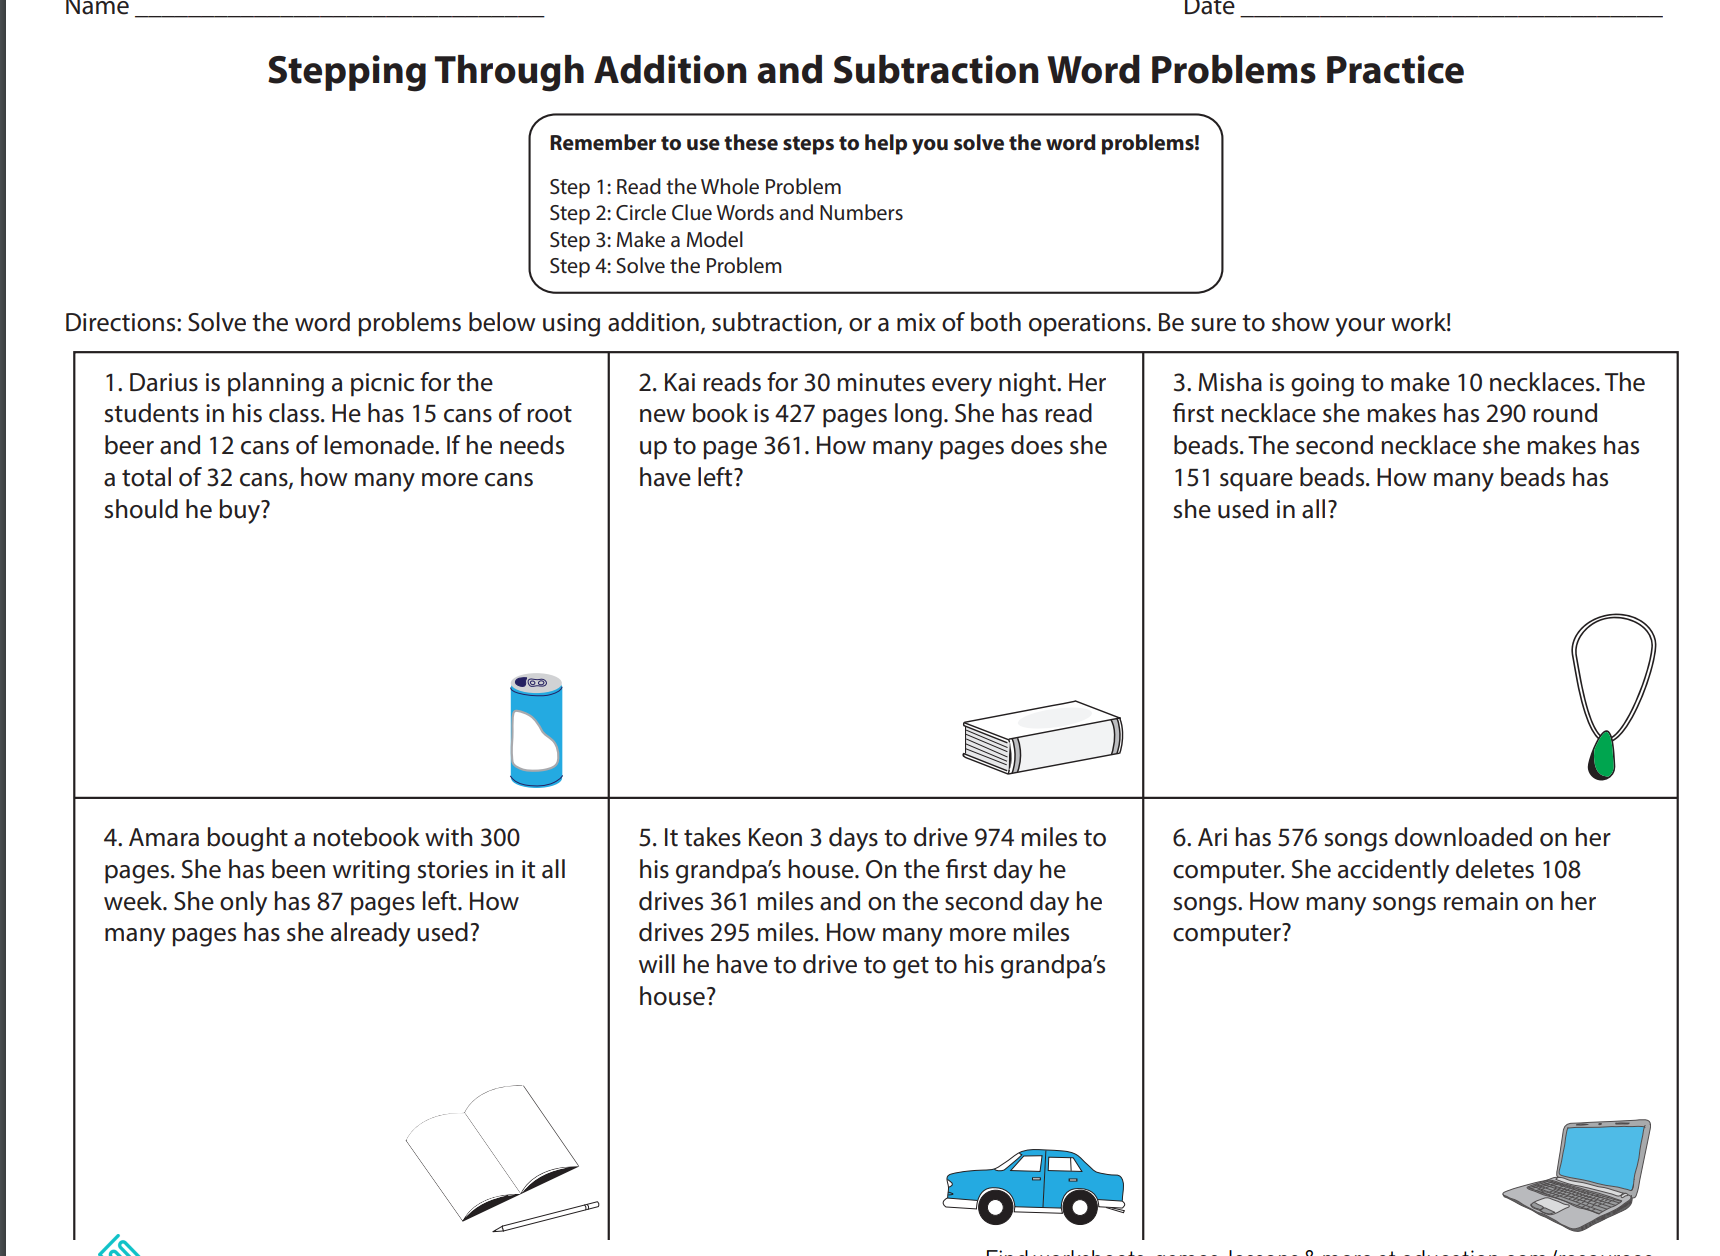 Name
Date
Stepping Through Addition and Subtraction Word Problems Practice
Remember to use these steps to help you solve the word problems!
Step 1: Read the Whole Problem
Step 2: Circle Clue Words and Numbers
Step 3: Make a Model
Step 4: Solve the Problem
Directions: Solve the word problems below using addition, subtraction, or a mix of both operations. Be sure to show your work!
1. Darius is planning a picnic for the
students in his class. He has 15 cans of root
beer and 12 cans of lemonade. If he needs
a total of 32 cans, how many more cans
should he buy?
2. Kai reads for 30 minutes every night. Her
new book is 427 pages long. She has read
up to page 361. How many pages does she
have left?
3. Misha is going to make 10 necklaces. The
first necklace she makes has 290 round
beads. The second necklace she makes has
151 square beads. How many beads has
she used in all?
4. Amara bought a notebook with 300
pages. She has been writing stories in it all
week. She only has 87 pages left. How
many pages has she already used?
5. It takes Keon 3 days to drive 974 miles to
his grandpa's house. On the first day he
drives 361 miles and on the second day he
drives 295 miles. How many more miles
will he have to drive to get to his grandpa's
house?
6. Ari has 576 songs downloaded on her
computer. She accidently deletes 108
songs. How many songs remain on her
computer?
Find worksheets, games, lessons & more at education.com/resources